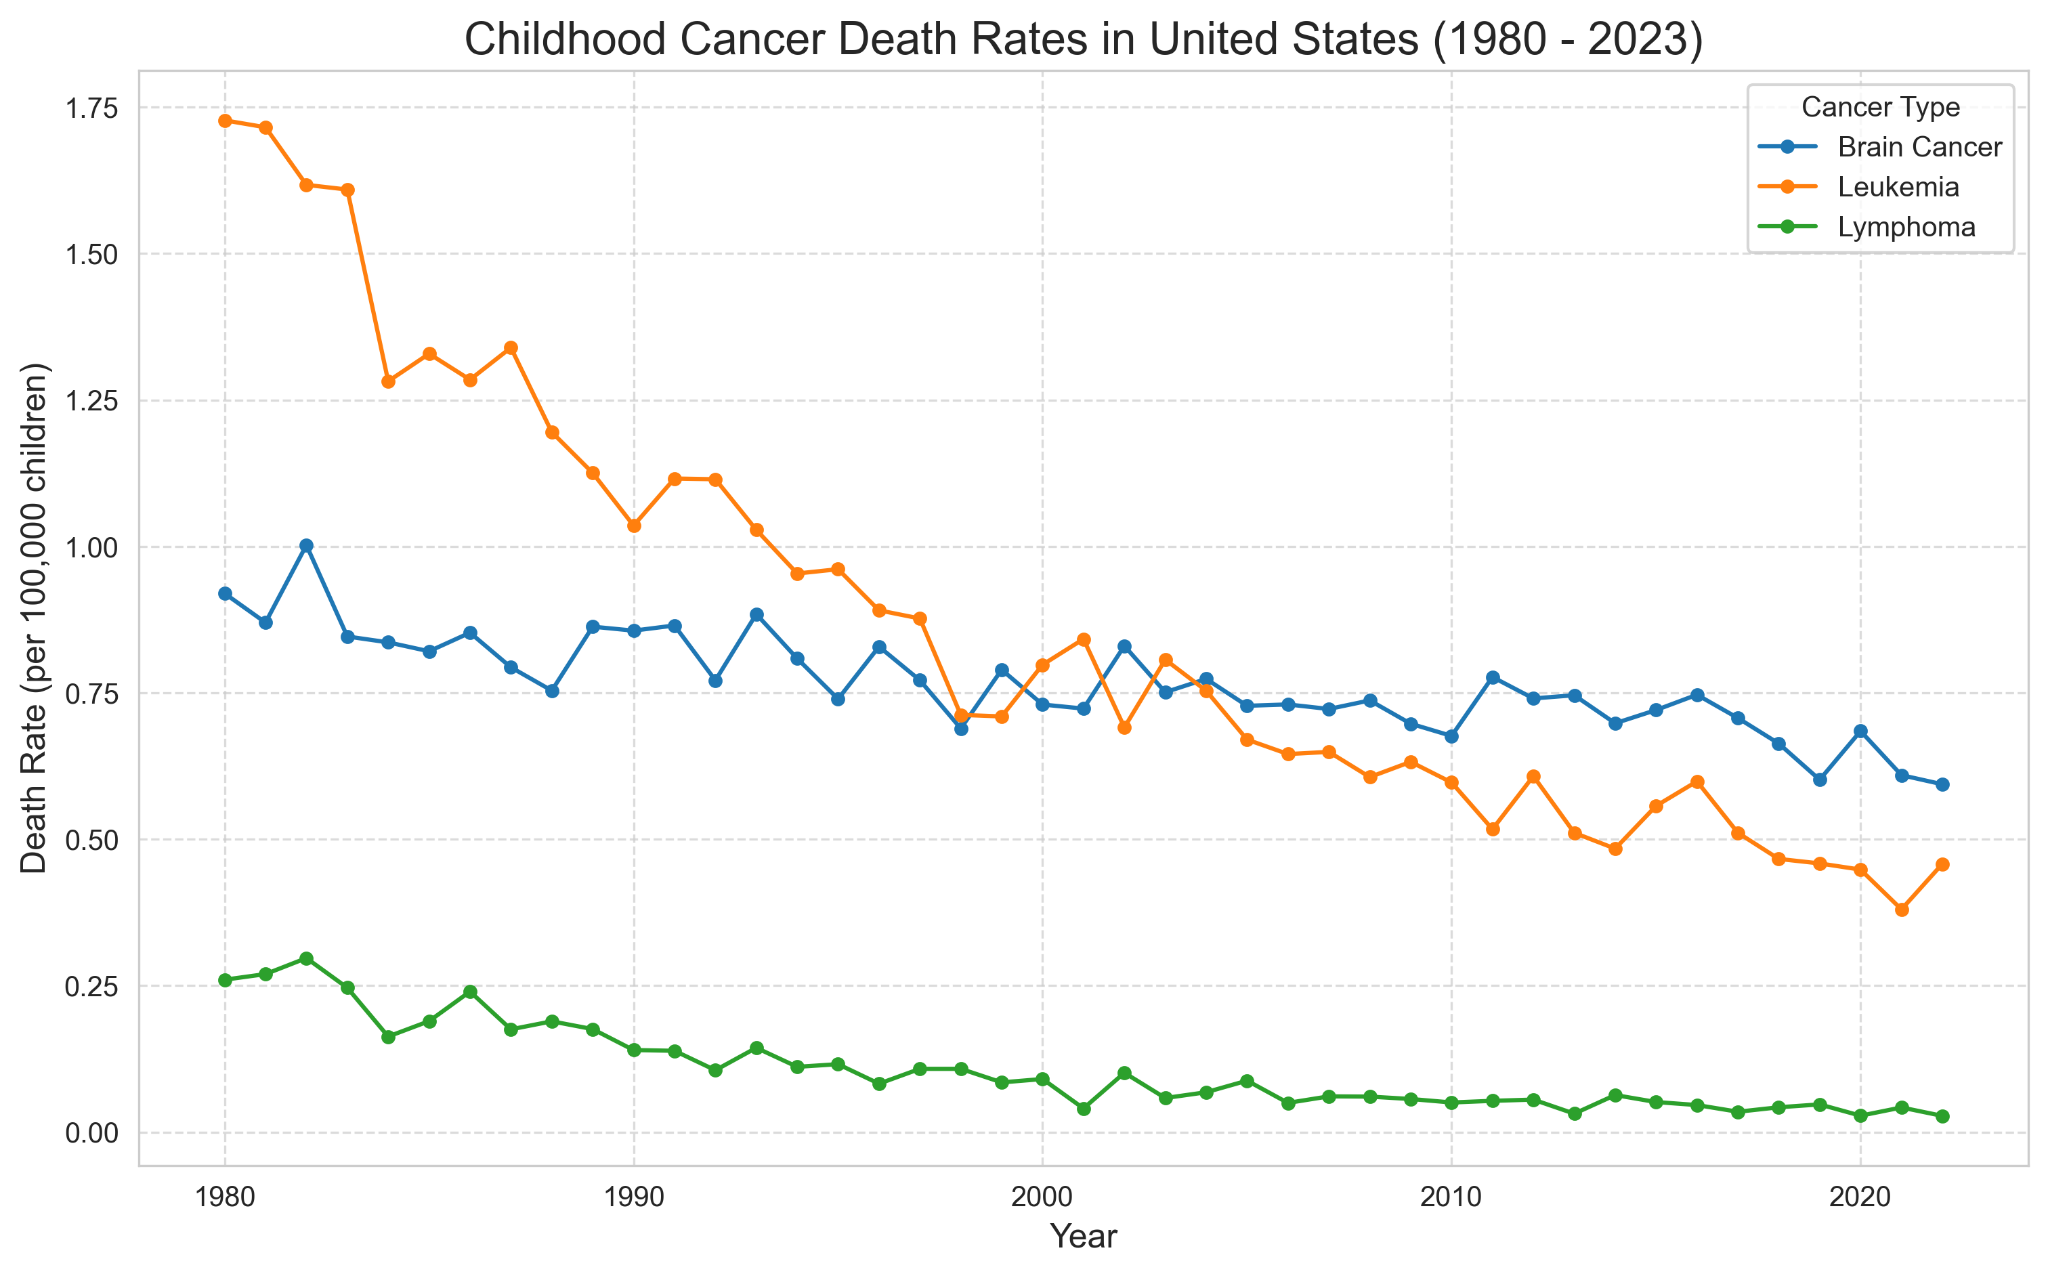 Childhood Cancer Death Rates in United States (1980 - 2023)
Cancer Type
Brain Cancer
Leukemia
Lymphoma
Death Rate (per 100,000 children)
1.75
1.50
1.25
1.00
0.75
0.50
0.25
0.00
1980 1990 2000 2010 2020
Year